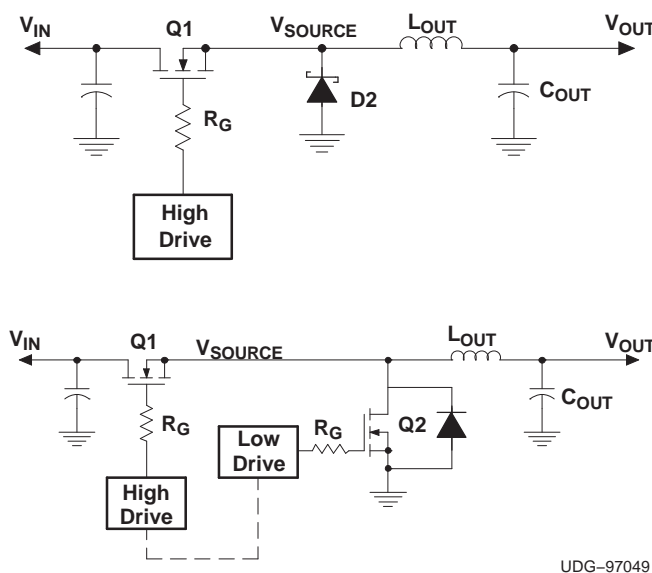 VIN
Q1
VSOURCE
LOUT
VOUT
D2
COUT
RG
High
Drive
VIN
Q1
VSOURCE
LOUT
VOUT
COUT
RG
Low
Drive
RG
Q2
High
Drive
UDG–97049